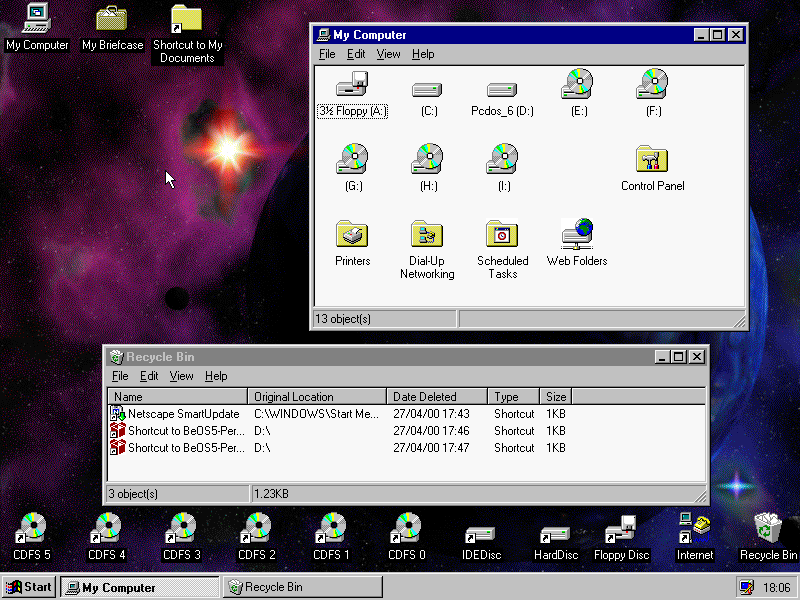 My Computer
My Briefcase
Shortcut to My
Documents
My Computer
File Edit View Help
3½ Floppy (A:)
(C:)
Pcdos_6 (D:)
(E:)
(F:)
(G:)
(H:)
(I:)
Control Panel
Printers
Dial-Up
Networking
Scheduled
Tasks
Web Folders
13 object(s)
Recycle Bin
File Edit View Help
Name Original Location Date Deleted Type Size
Netscape SmartUpdate C:\WINDOWS\Start Me... 27/04/00 17:43 Shortcut 1KB
Shortcut to BeOS5-Per... D:\ 27/04/00 17:46 Shortcut 1KB
Shortcut to BeOS5-Per... D:\ 27/04/00 17:47 Shortcut 1KB
3 object(s) 1.23KB
CDFS 5
CDFS 4
CDFS 3
CDFS 2
CDFS 1
CDFS 0
IDEDisc
HardDisc
Floppy Disc
Internet
Recycle Bin
Start My Computer Recycle Bin 18:06